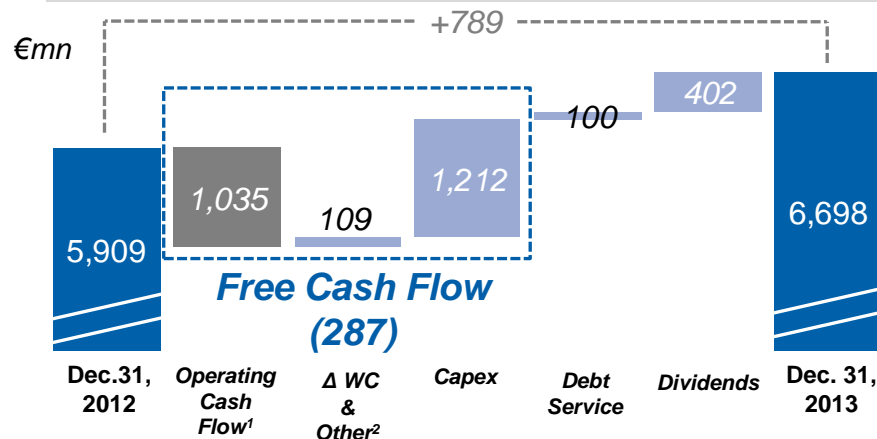 +789
€mn
5,909
1,035
109
1,212
100
402
6,698
Free Cash Flow
(287)
Dec.31,
2012
Operating
Cash
Flow1
Δ WC
&
Other2
Capex
Debt
Service
Dividends
Dec. 31,
2013